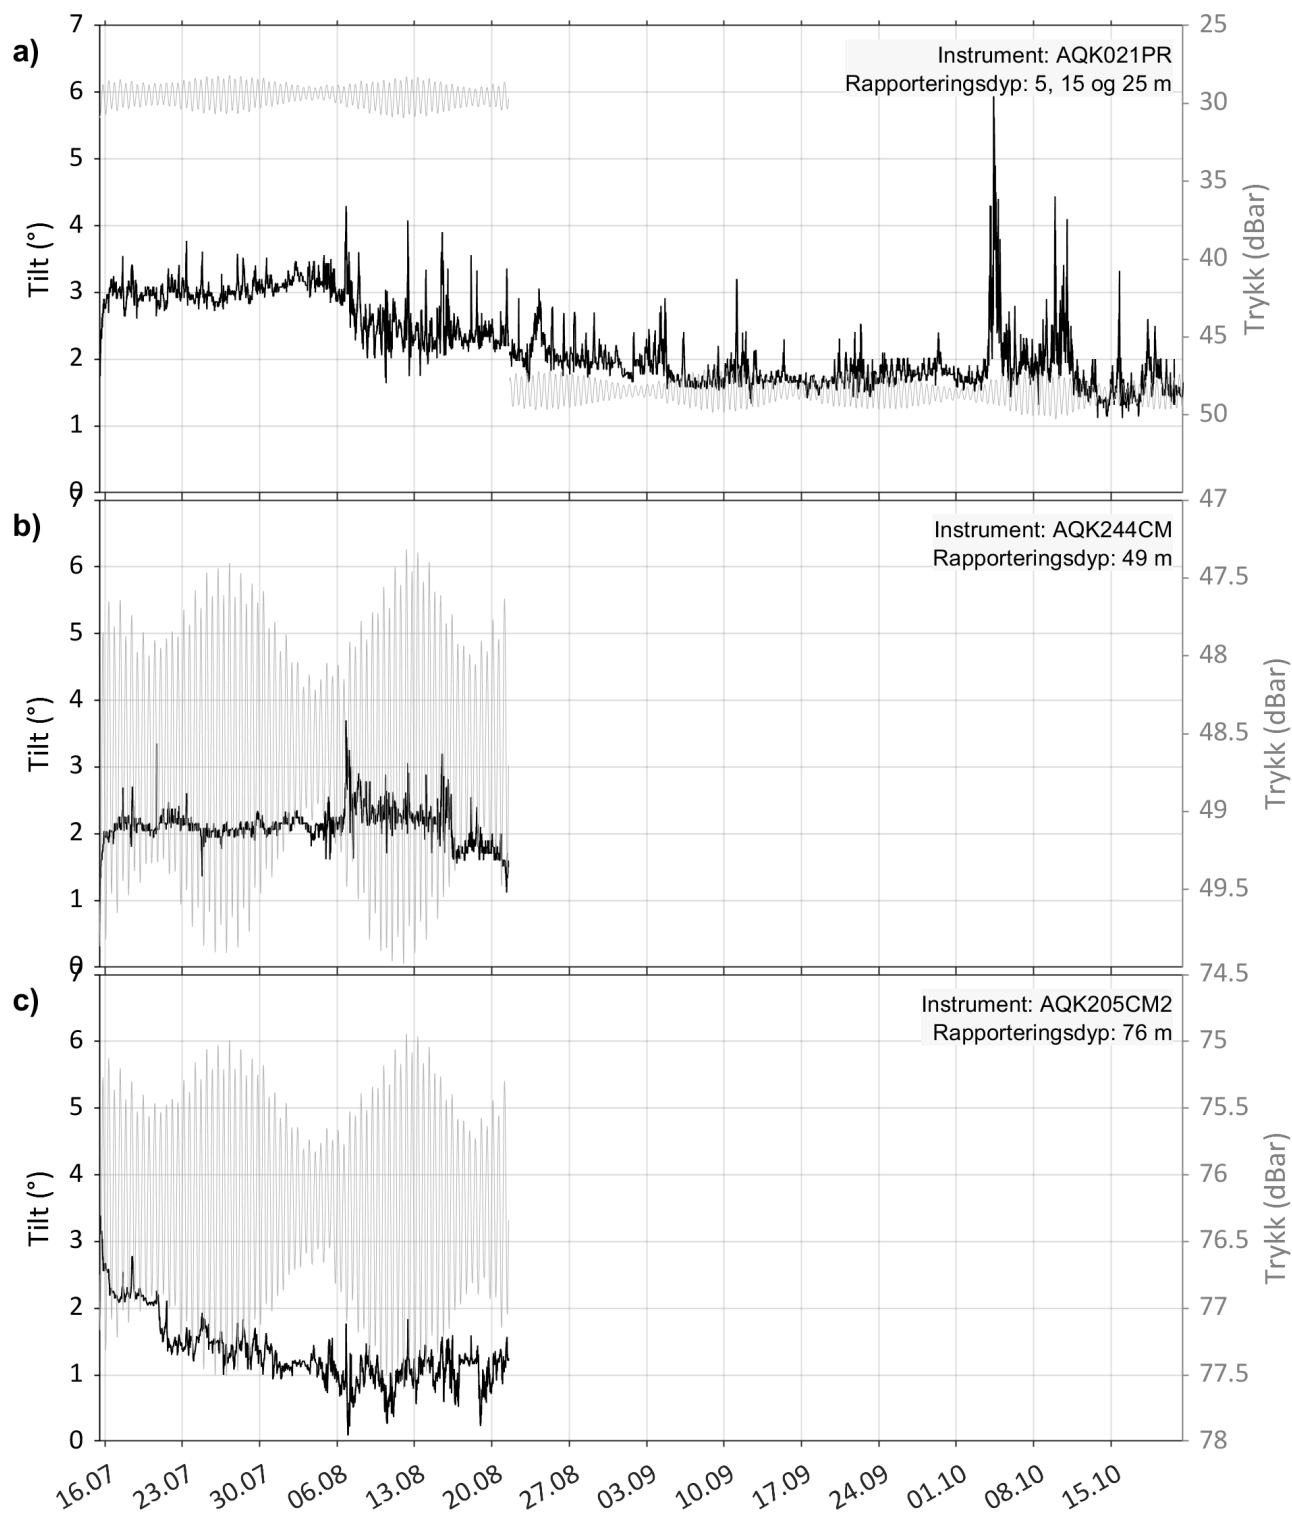 a)
Instrument: AQK021PR
Rapporteringsdyp: 5, 15 og 25 m
7
6
5
4
3
2
1
0
Tilt (°)
25
30
35
40
45
50
Trykk (dBar)
b)
Instrument: AQK244CM
Rapporteringsdyp: 49 m
7
6
5
4
3
2
1
0
Tilt (°)
47
47.5
48
48.5
49
49.5
Trykk (dBar)
c)
Instrument: AQK205CM2
Rapporteringsdyp: 76 m
7
6
5
4
3
2
1
0
Tilt (°)
74.5
75
75.5
76
76.5
77
77.5
78
Trykk (dBar)
16.07 23.07 30.07 06.08 13.08 20.08 27.08 03.09 10.09 17.09 24.09 01.10 08.10 15.10